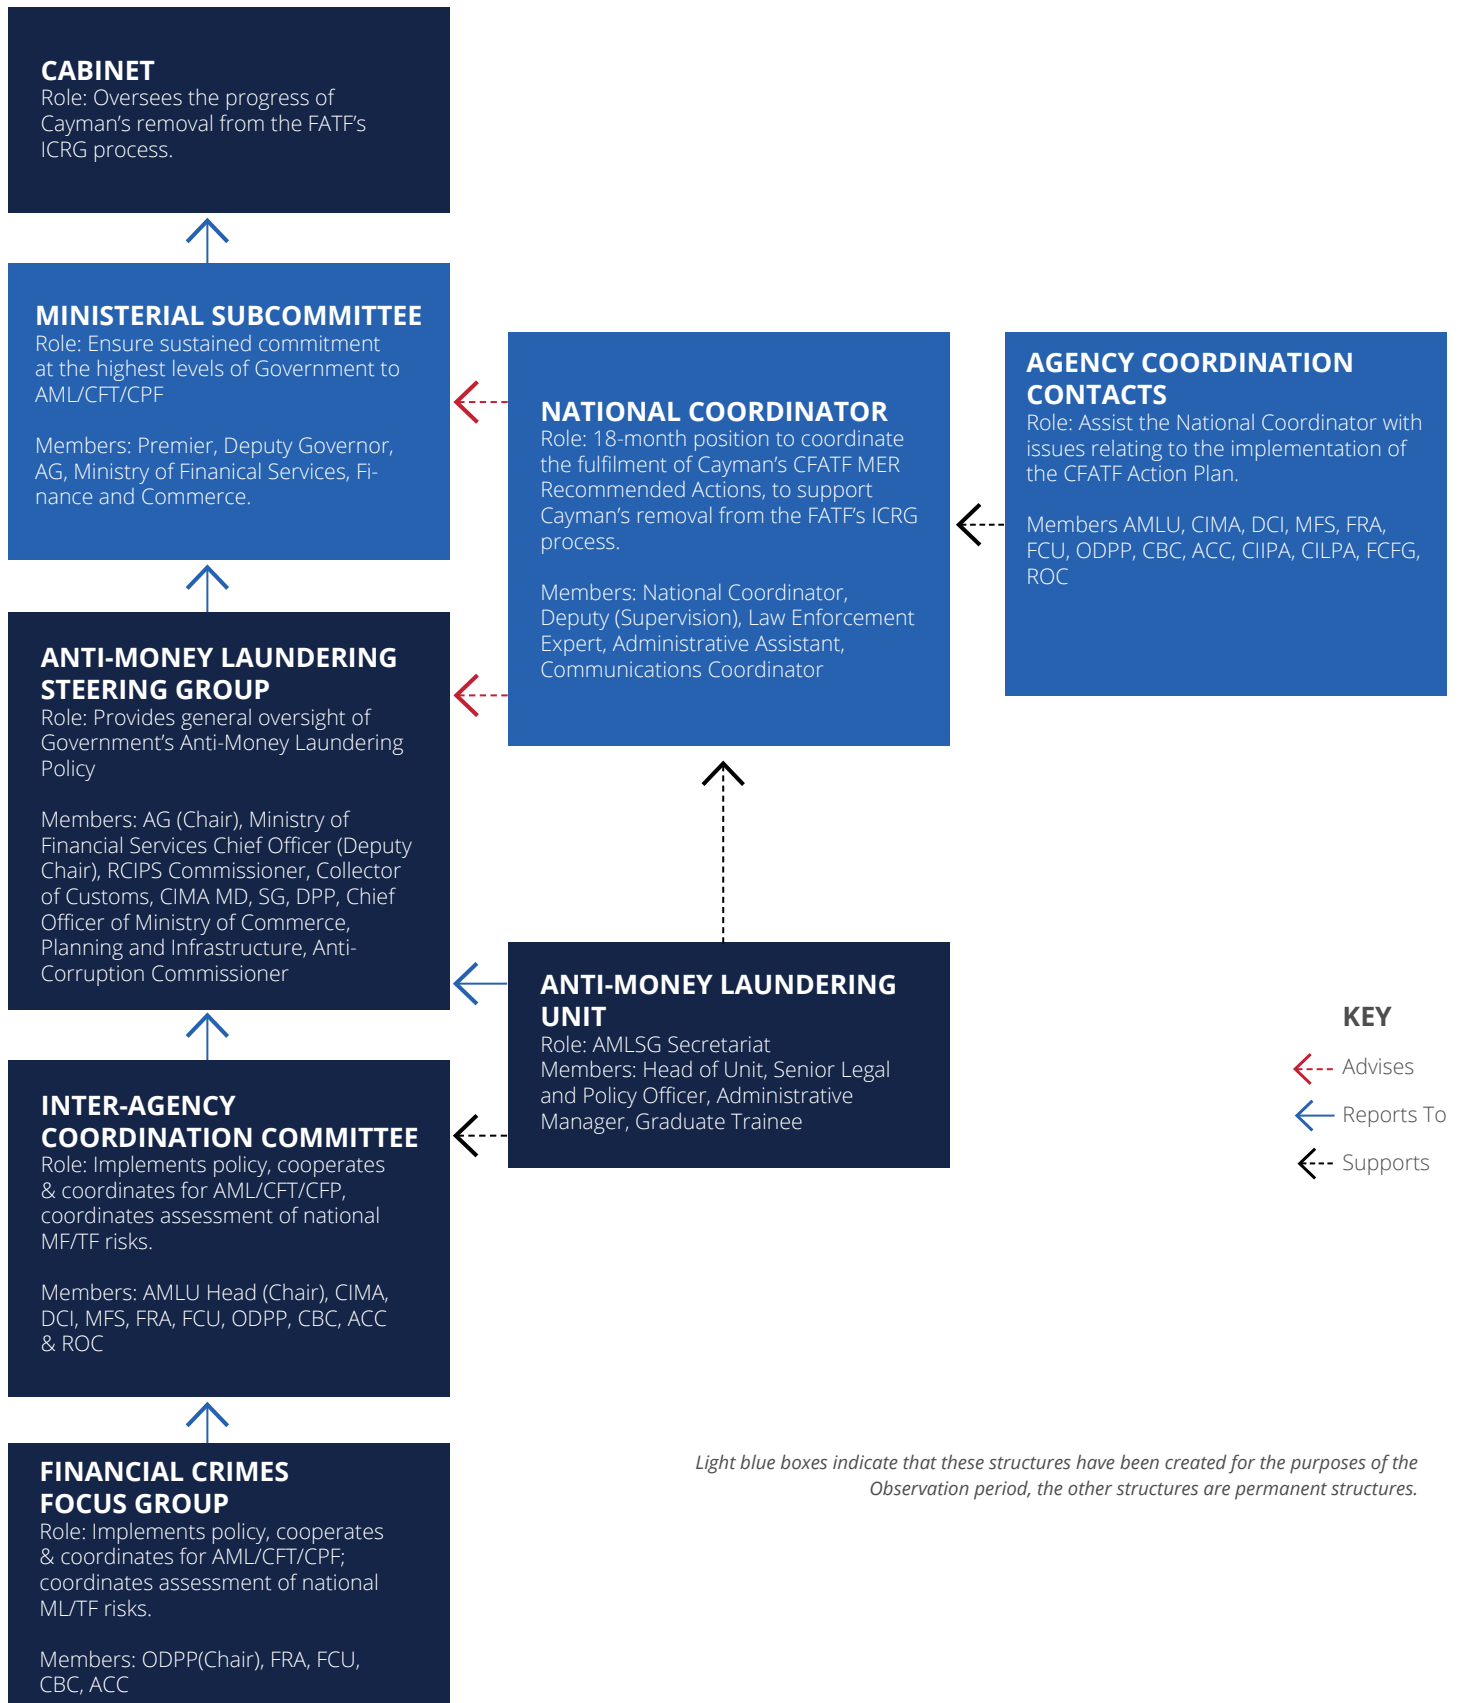 CABINET
Role: Oversees the progress of
Cayman’s removal from the FATF’s
ICRG process.
MINISTERIAL SUBCOMMITTEE
Role: Ensure sustained commitment
at the highest levels of Government to
AML/CFT/CPF
Members: Premier, Deputy Governor,
AG, Ministry of Finanical Services, Fi-
nance and Commerce.
NATIONAL COORDINATOR
Role: 18-month position to coordinate
the fulfilment of Cayman’s CFATF MER
Recommended Actions, to support
Cayman’s removal from the FATF’s ICRG
process.
Members: National Coordinator,
Deputy (Supervision), Law Enforcement
Expert, Administrative Assistant,
Communications Coordinator
AGENCY COORDINATION
CONTACTS
Role: Assist the National Coordinator with
issues relating to the implementation of
the CFATF Action Plan.
Members AMLU, CIMA, DCI, MFS, FRA,
FCU, ODPP, CBC, ACC, CIIPA, CILPA, FCFG,
ROC
ANTI-MONEY LAUNDERING
STEERING GROUP
Role: Provides general oversight of
Government’s Anti-Money Laundering
Policy
Members: AG (Chair), Ministry of
Financial Services Chief Officer (Deputy
Chair), RCIPS Commissioner, Collector
of Customs, CIMA MD, SG, DPP, Chief
Officer of Ministry of Commerce,
Planning and Infrastructure, Anti-
Corruption Commissioner
ANTI-MONEY LAUNDERING
UNIT
Role: AMLSG Secretariat
Members: Head of Unit, Senior Legal
and Policy Officer, Administrative
Manager, Graduate Trainee
KEY
Advises
Reports To
Supports
INTER-AGENCY
COORDINATION COMMITTEE
Role: Implements policy, cooperates
& coordinates for AML/CFT/CFP,
coordinates assessment of national
MF/TF risks.
Members: AMLU Head (Chair), CIMA,
DCI, MFS, FRA, FCU, ODPP, CBC, ACC
& ROC
FINANCIAL CRIMES
FOCUS GROUP
Role: Implements policy, cooperates
& coordinates for AML/CFT/CPF;
coordinates assessment of national
ML/TF risks.
Members: ODPP(Chair), FRA, FCU,
CBC, ACC
Light blue boxes indicate that these structures have been created for the purposes of the
Observation period, the other structures are permanent structures.